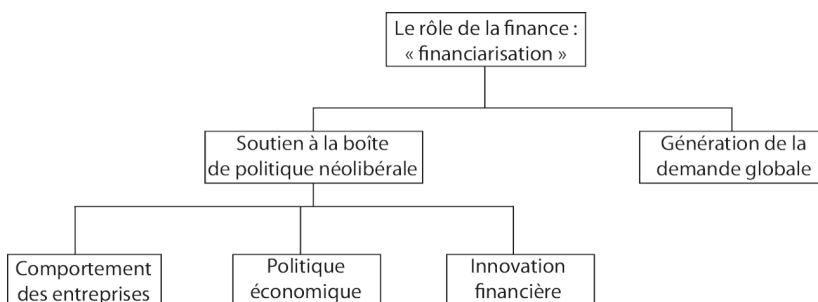 Le rôle de la finance :
« financiarisation »
Soutien à la boîte
de politique néolibérale
Génération de la
demande globale
Comportement
des entreprises
Politique
économique
Innovation
financière